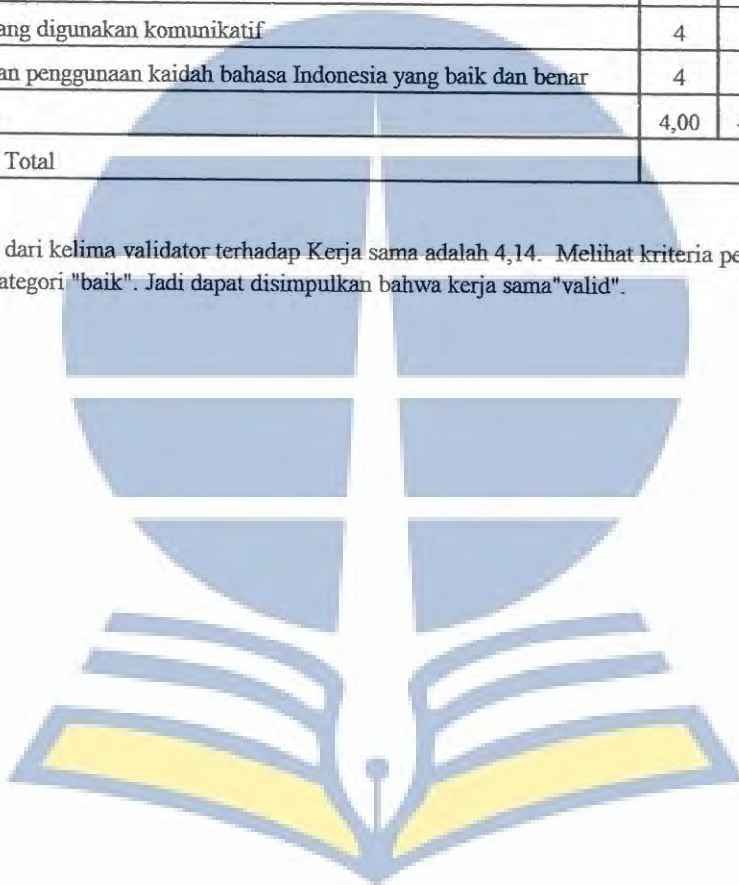 ang digunakan komunikatif 4
an penggunaan kaidah bahasa Indonesia yang baik dan benar 4
4,00
Total
dari kelima validator terhadap Kerja sama adalah 4,14. Melihat kriteria pe
ategori "baik". Jadi dapat disimpulkan bahwa kerja sama"valid".